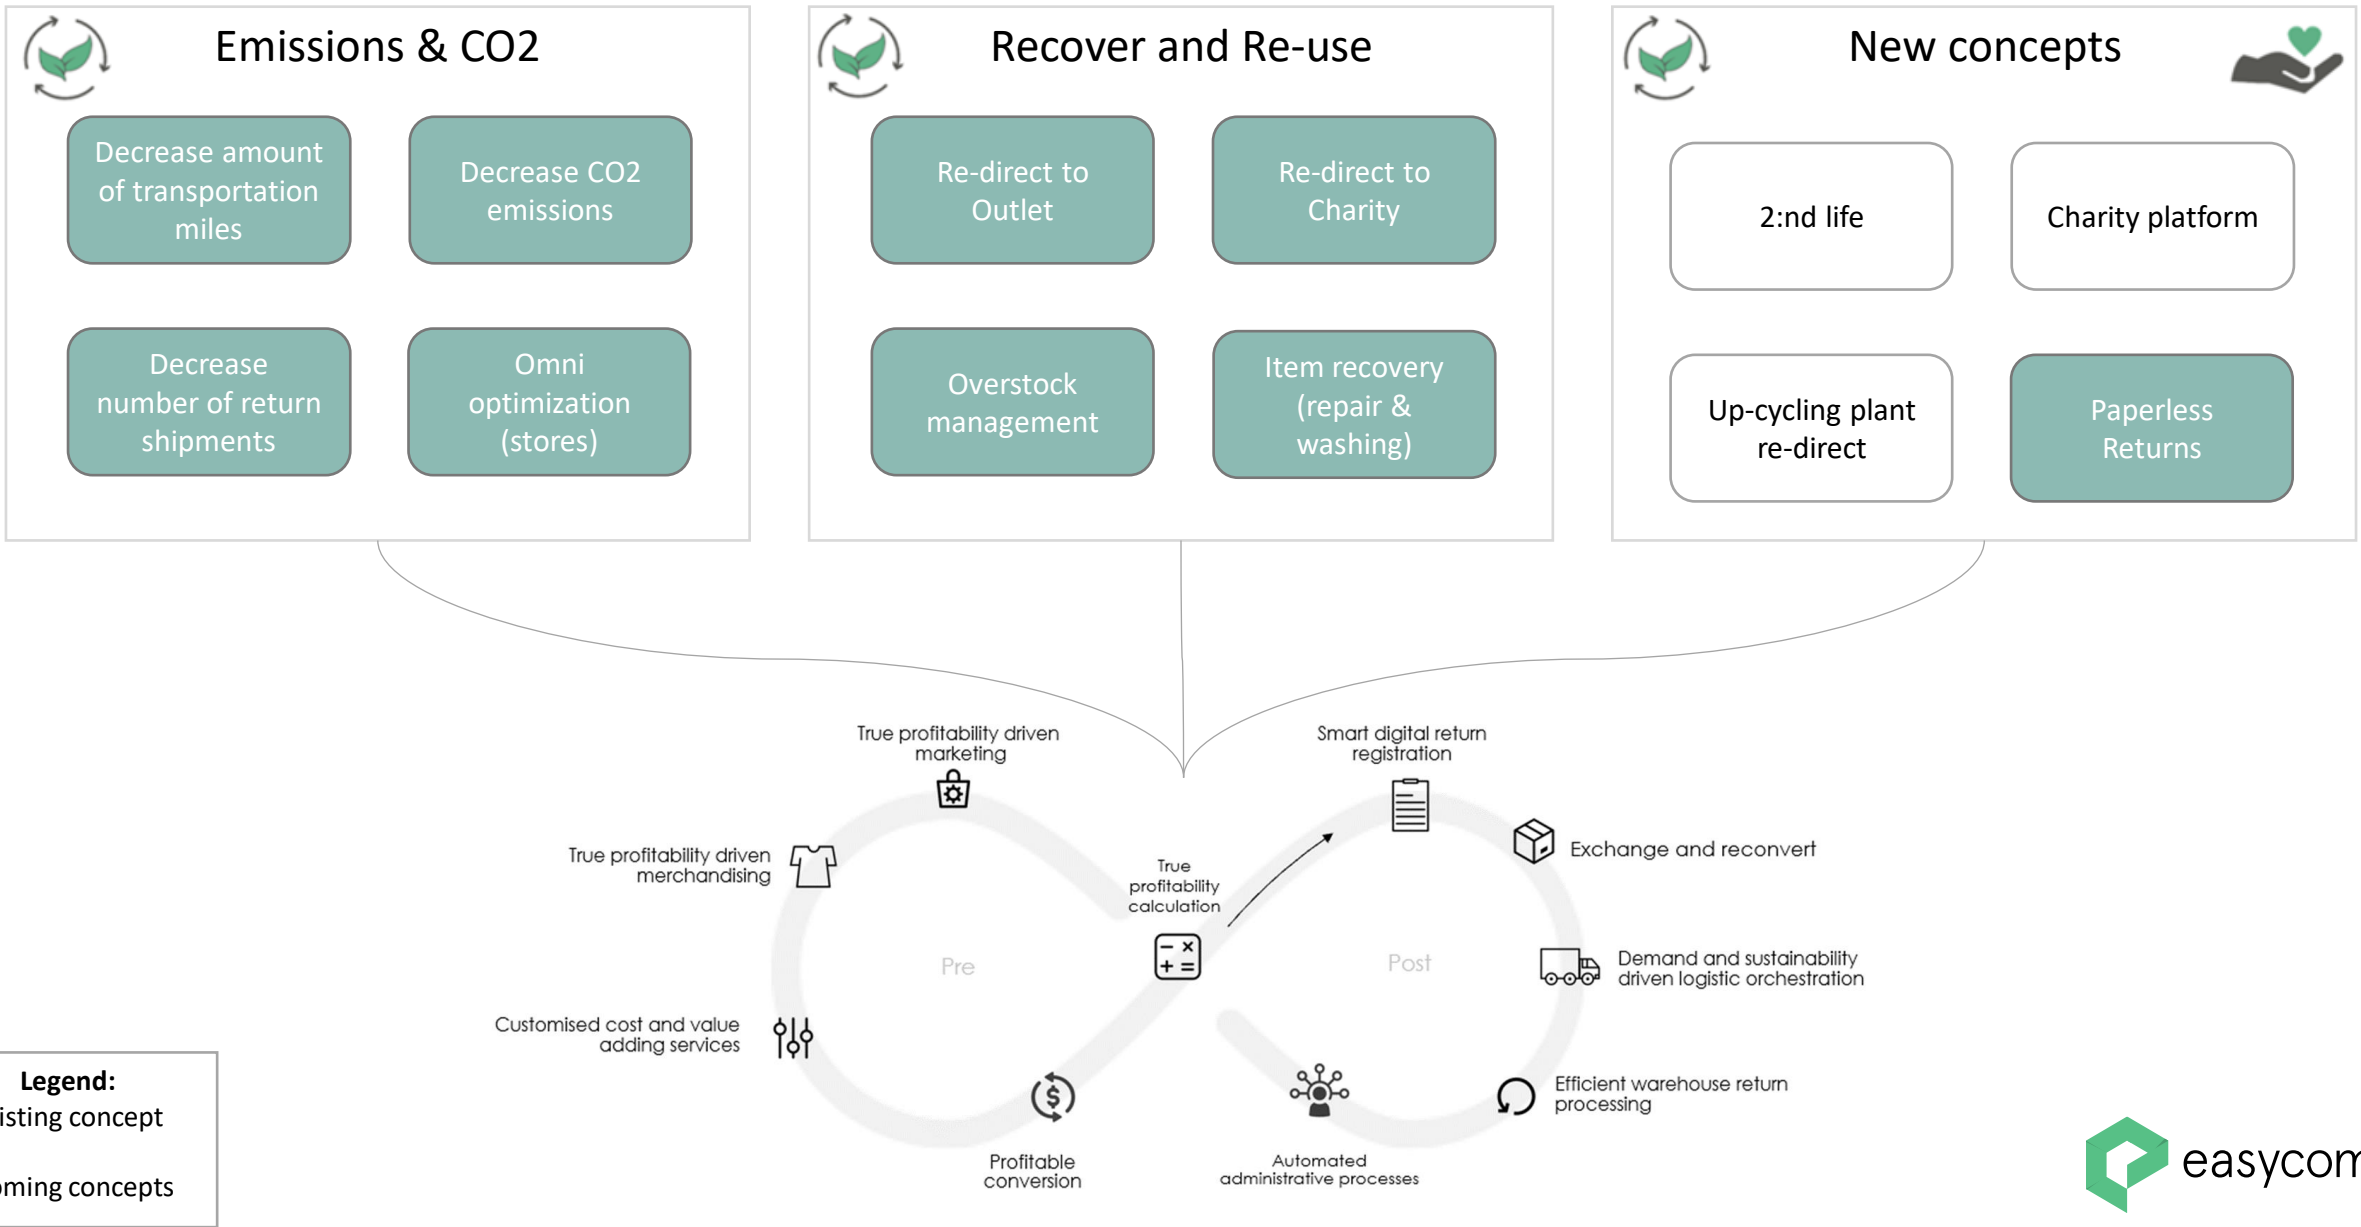 Emissions & CO2
Decrease amount
of transportation
miles
Decrease CO2
emissions
Decrease
number of return
shipments
Omni
optimization
(stores)
Recover and Re-use
Re-direct to
Outlet
Re-direct to
Charity
Overstock
management
Item recovery
(repair &
washing)
New concepts
2:nd life
Charity platform
Up-cycling plant
re-direct
Paperless
Returns
True profitability driven
marketing
True profitability driven
merchandising
Customised cost and value
adding services
Profitable
conversion
Pre
True
profitability
calculation
Post
Smart digital return
registration
Exchange and reconvert
Demand and sustainability
driven logistic orchestration
Efficient warehouse return
processing
Automated
administrative processes
Legend:
isting concept
ming concepts
easycom